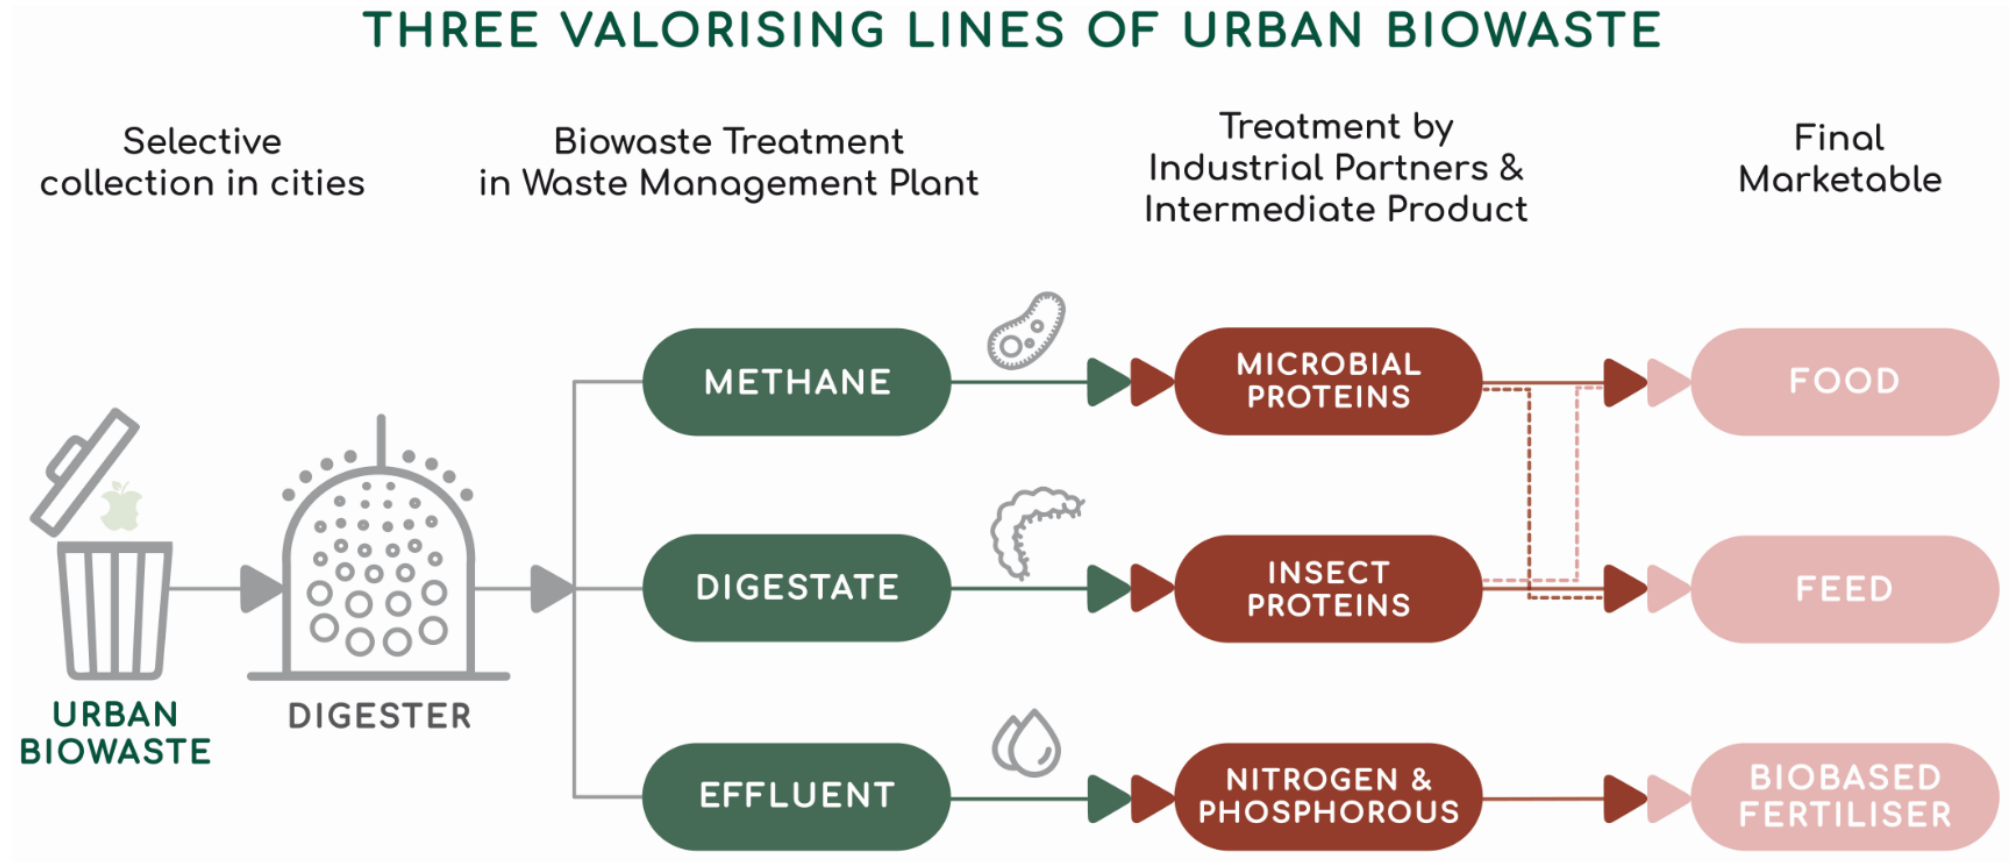 THREE VALORISING LINES OF URBAN BIOWASTE
Selective
collection in cities
Biowaste Treatment
in Waste Management Plant
Treatment by
Industrial Partners &
Intermediate Product
Final
Marketable
URBAN
BIOWASTE
DIGESTER
METHANE
MICROBIAL
PROTEINS
FOOD
DIGESTATE
INSECT
PROTEINS
FEED
EFFLUENT
NITROGEN &
PHOSPHOROUS
BIOBASED
FERTILISER